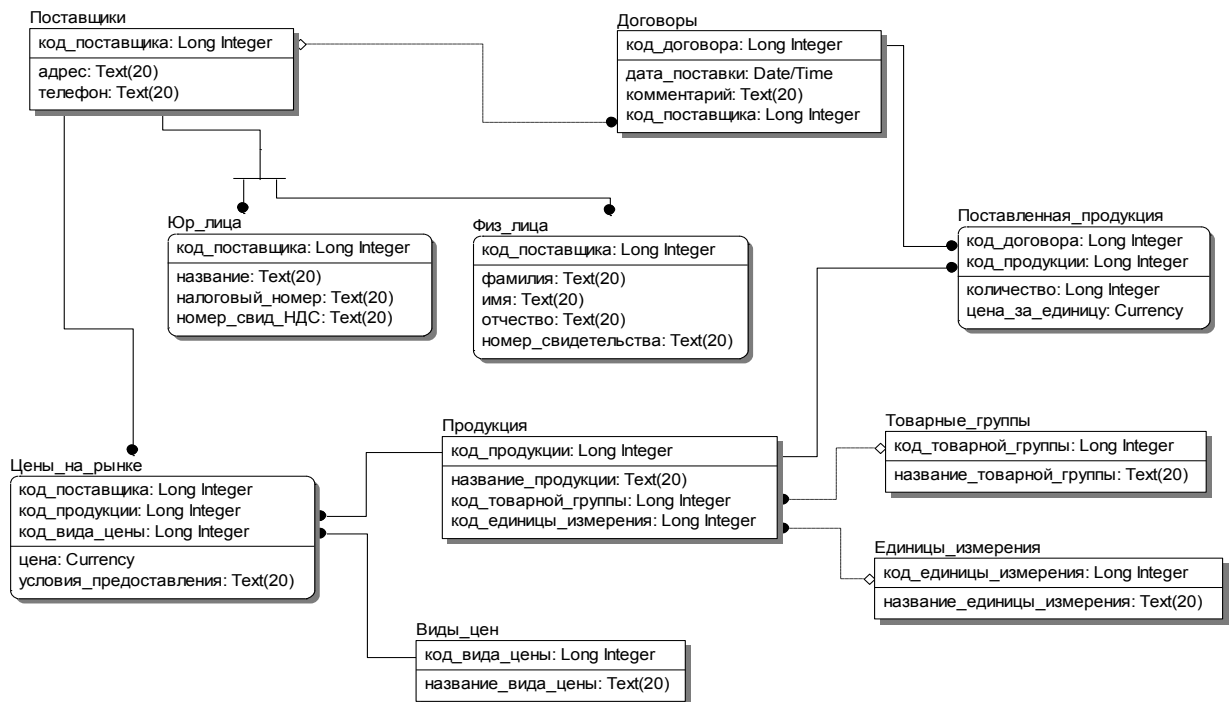 Поставщики
код_поставщика: Long Integer
адрес: Text(20)
телефон: Text(20)
Договоры
код_договора: Long Integer
дата_поставки: Date/Time
комментарий: Text(20)
код_поставщика: Long Integer
Юр_лица
код_поставщика: Long Integer
название: Text(20)
налоговый_номер: Text(20)
номер_свид_НДС: Text(20)
Физ_лица
код_поставщика: Long Integer
фамилия: Text(20)
имя: Text(20)
отчество: Text(20)
номер_свидетельства: Text(20)
Поставленная_продукция
код_договора: Long Integer
код_продукции: Long Integer
количество: Long Integer
цена_за_единицу: Currency
Цены_на_рынке
код_поставщика: Long Integer
код_продукции: Long Integer
код_вида_цены: Long Integer
цена: Currency
условия_предоставления: Text(20)
Продукция
код_продукции: Long Integer
название_продукции: Text(20)
код_товарной_группы: Long Integer
код_единицы_измерения: Long Integer
Товарные_группы
код_товарной_группы: Long Integer
название_товарной_группы: Text(20)
Единицы_измерения
код_единицы_измерения: Long Integer
название_единицы_измерения: Text(20)
Виды_цен
код_вида_цены: Long Integer
название_вида_цены: Text(20)